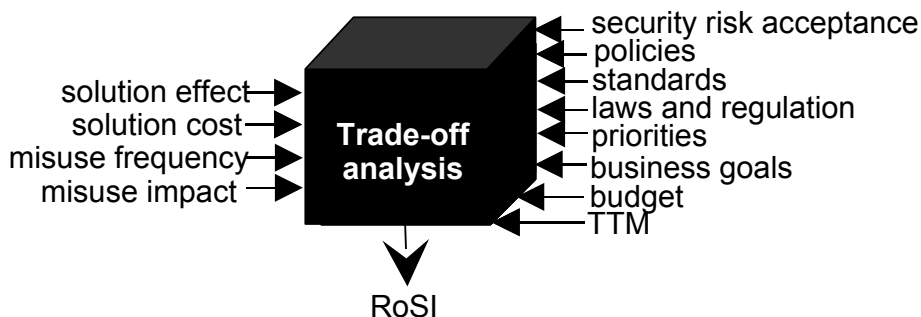 security risk acceptance
policies
standards
laws and regulation
priorities
business goals
budget
TTM
solution effect
solution cost
misuse frequency
misuse impact
Trade-off
analysis
RoSI